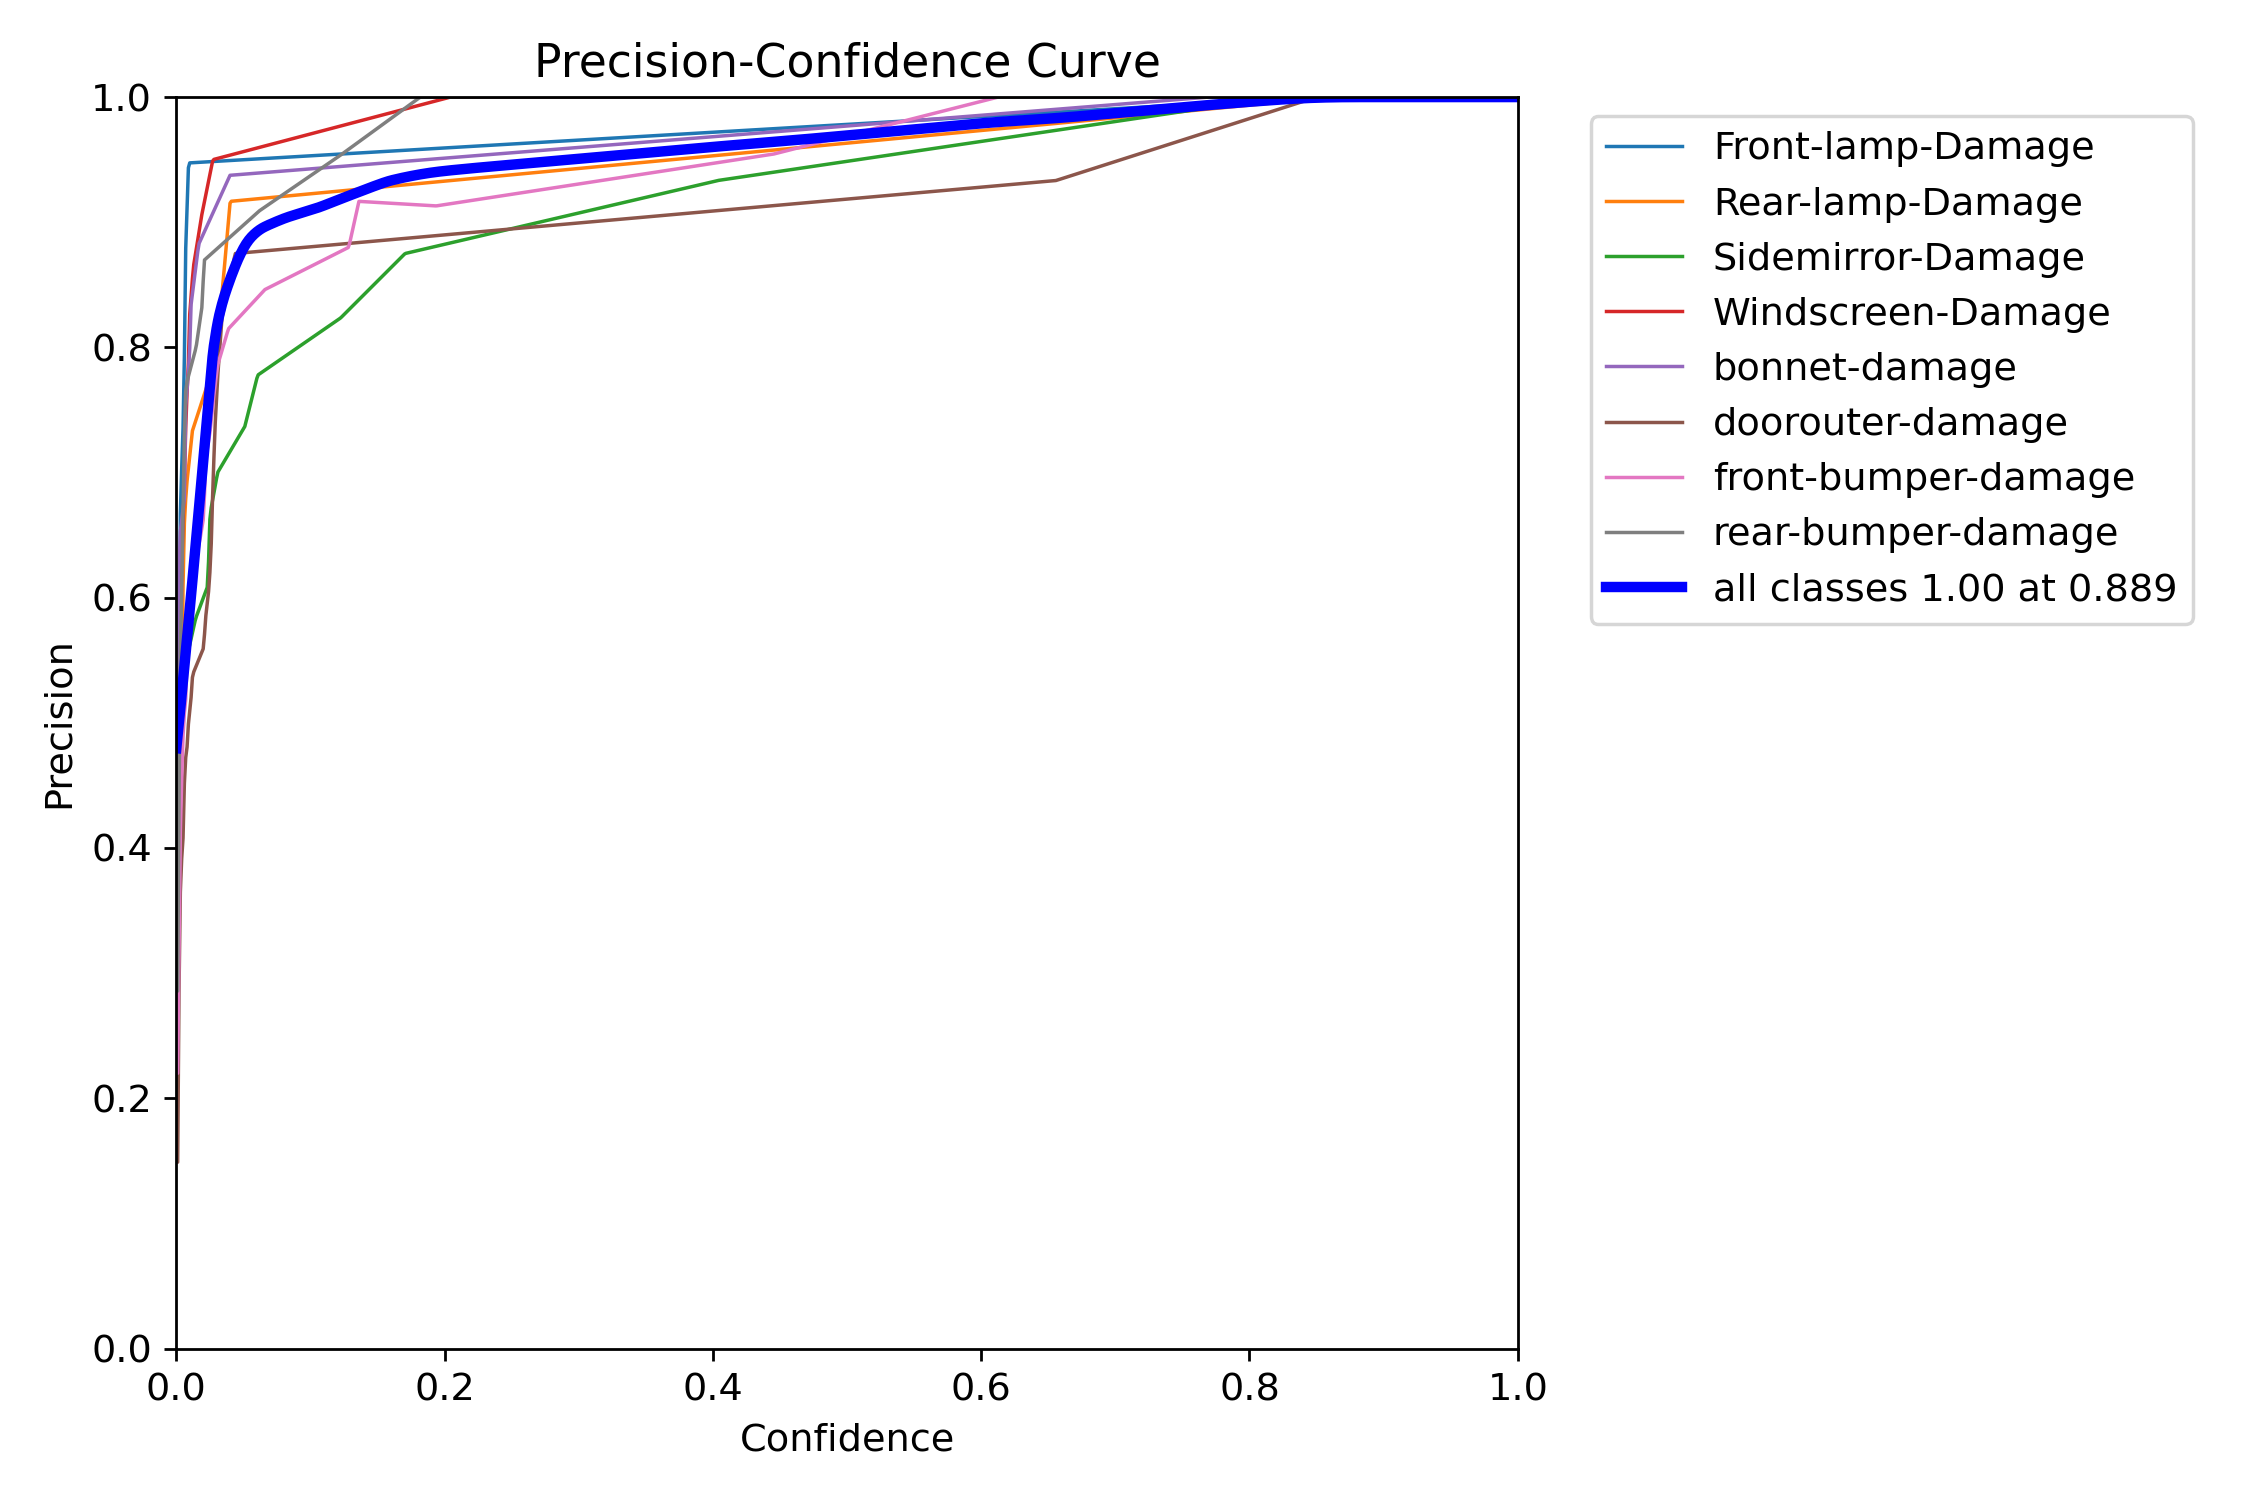 Precision-Confidence Curve
1.0
0.8
0.6
0.4
0.2
0.0
Precision
0.0 0.2 0.4 0.6 0.8 1.0
Confidence
Front-lamp-Damage
Rear-lamp-Damage
Sidemirror-Damage
Windscreen-Damage
bonnet-damage
doorouter-damage
front-bumper-damage
rear-bumper-damage
all classes 1.00 at 0.889